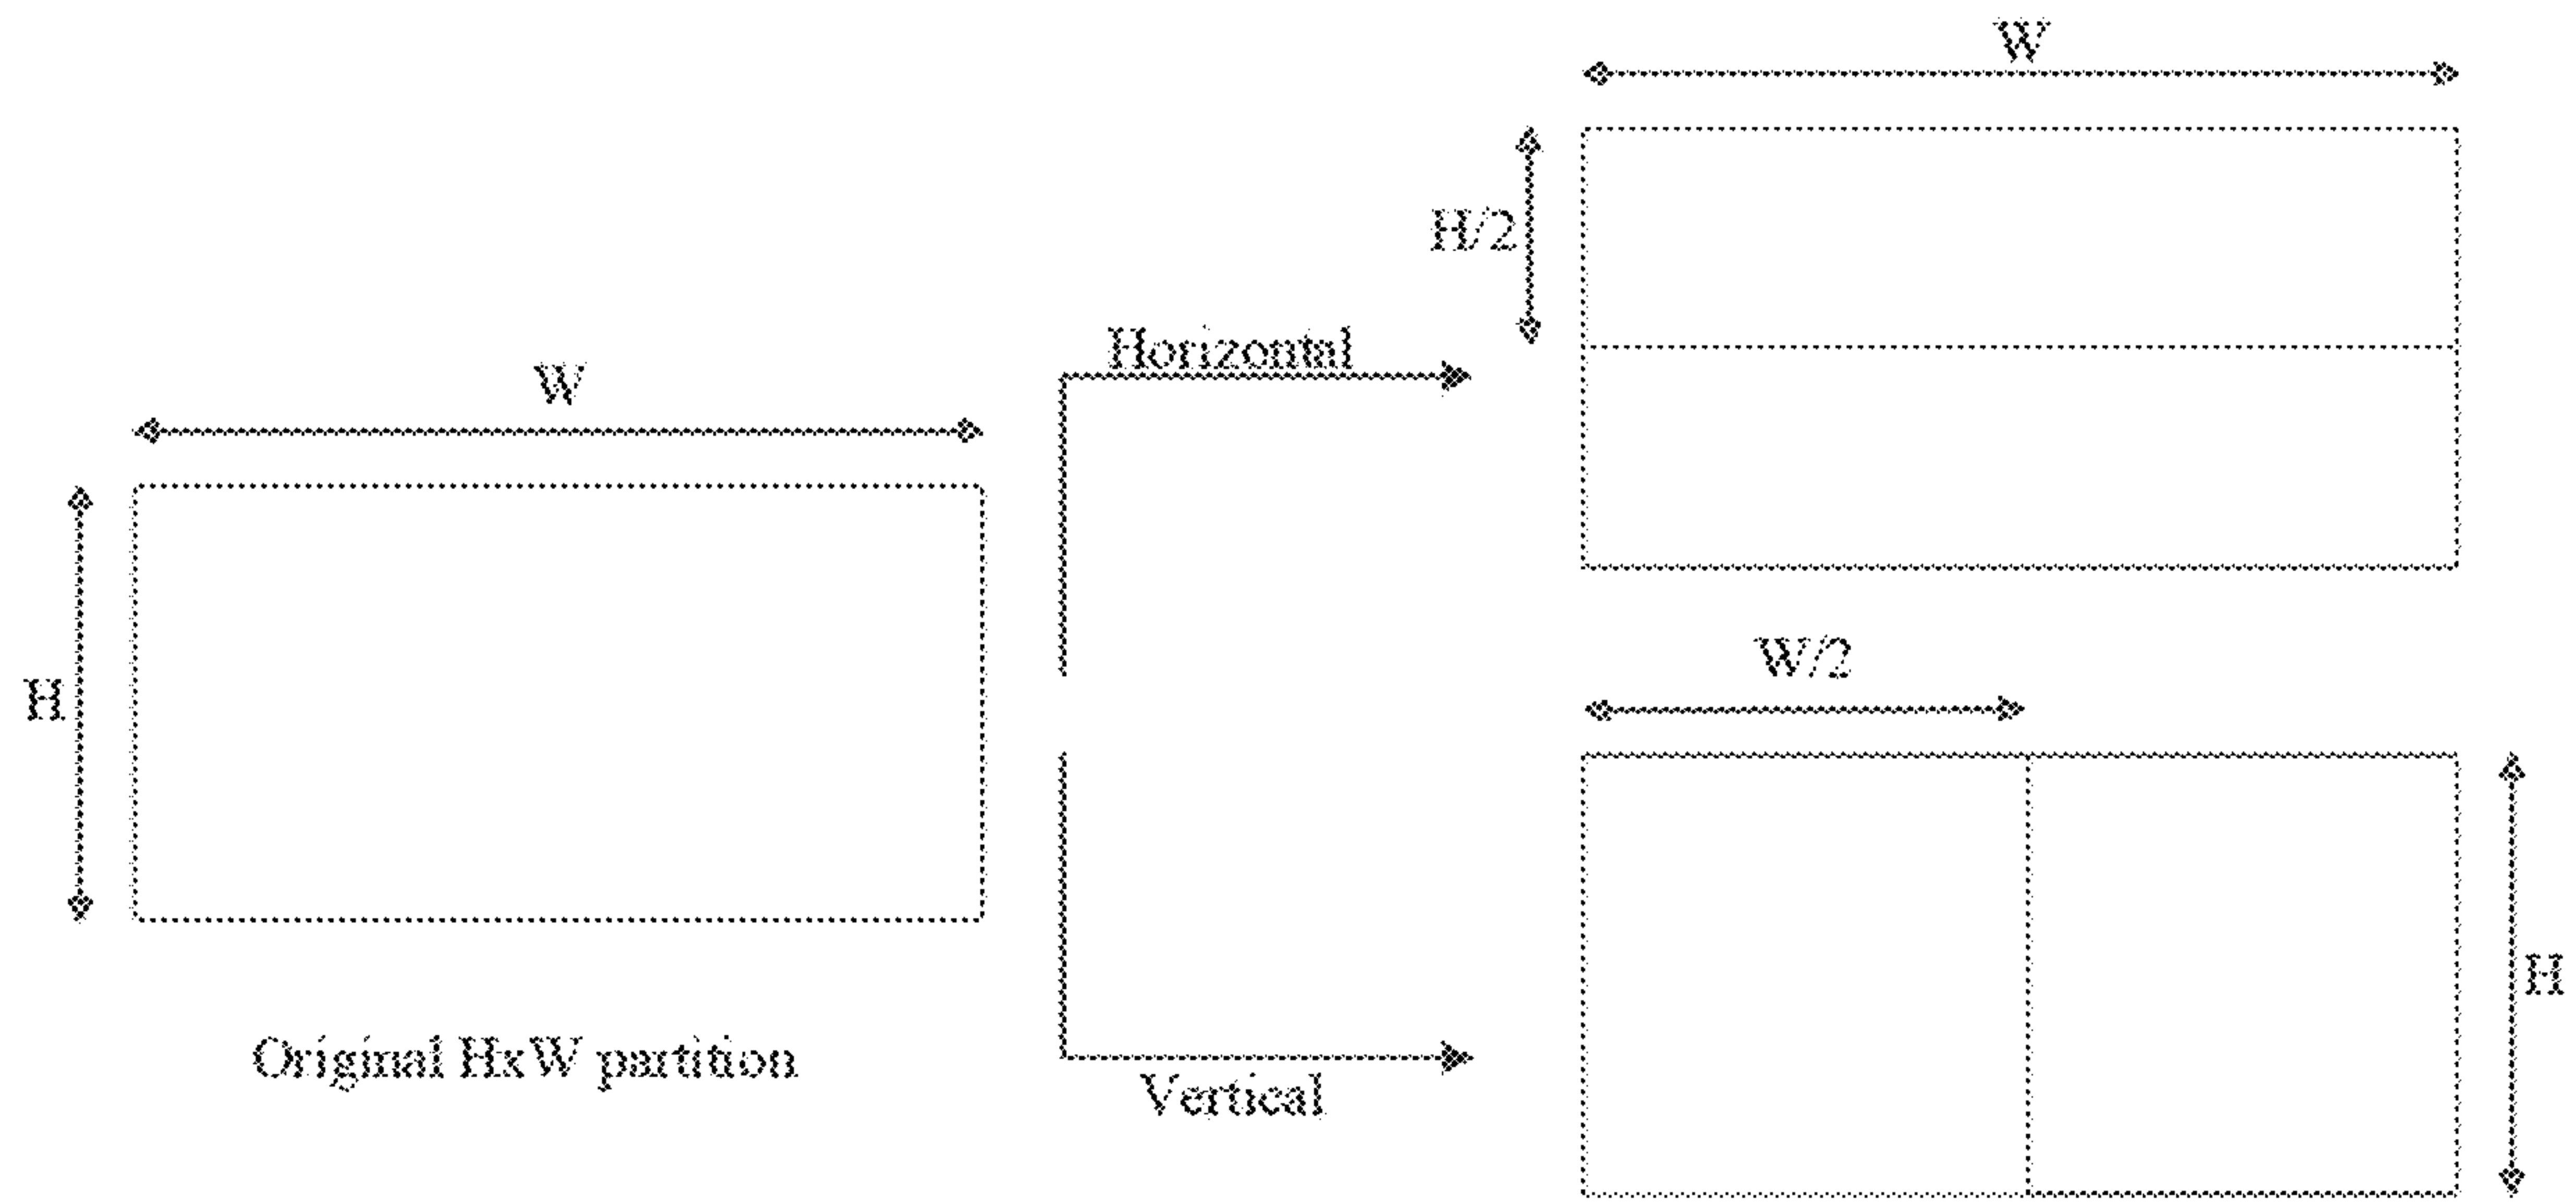 W
H
Original HxW partition
Horizontal
Vertical
W
H/2
W/2
H